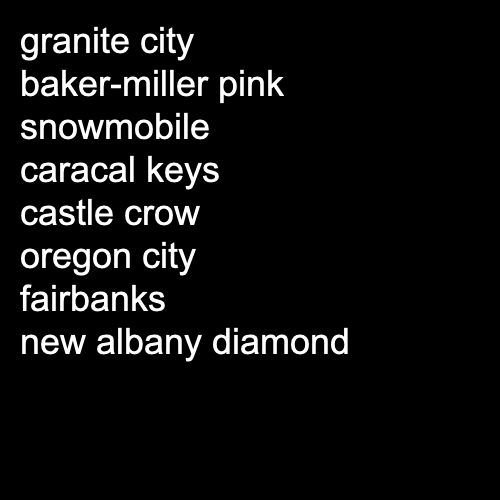 granite city
baker-miller pink
snowmobile
caracal keys
castle crow
oregon city
fairbanks
new albany diamond